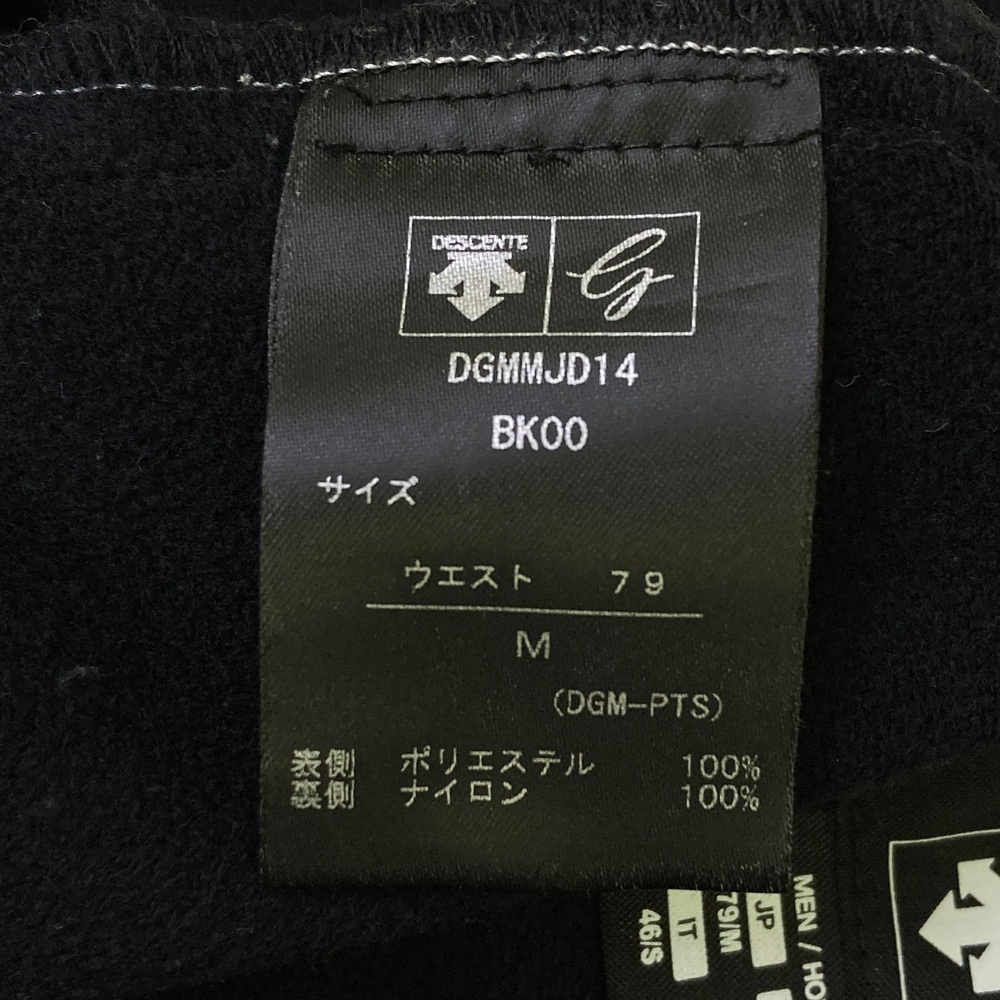 DESCENTE G
DGMMJD14
BK00
サイズ
ウエスト 79
M
(DGM-PTS)
表側 ポリエステル 100%
裏側 ナイロン 100%
MEN / HO
JP
79/M
IT
46/S